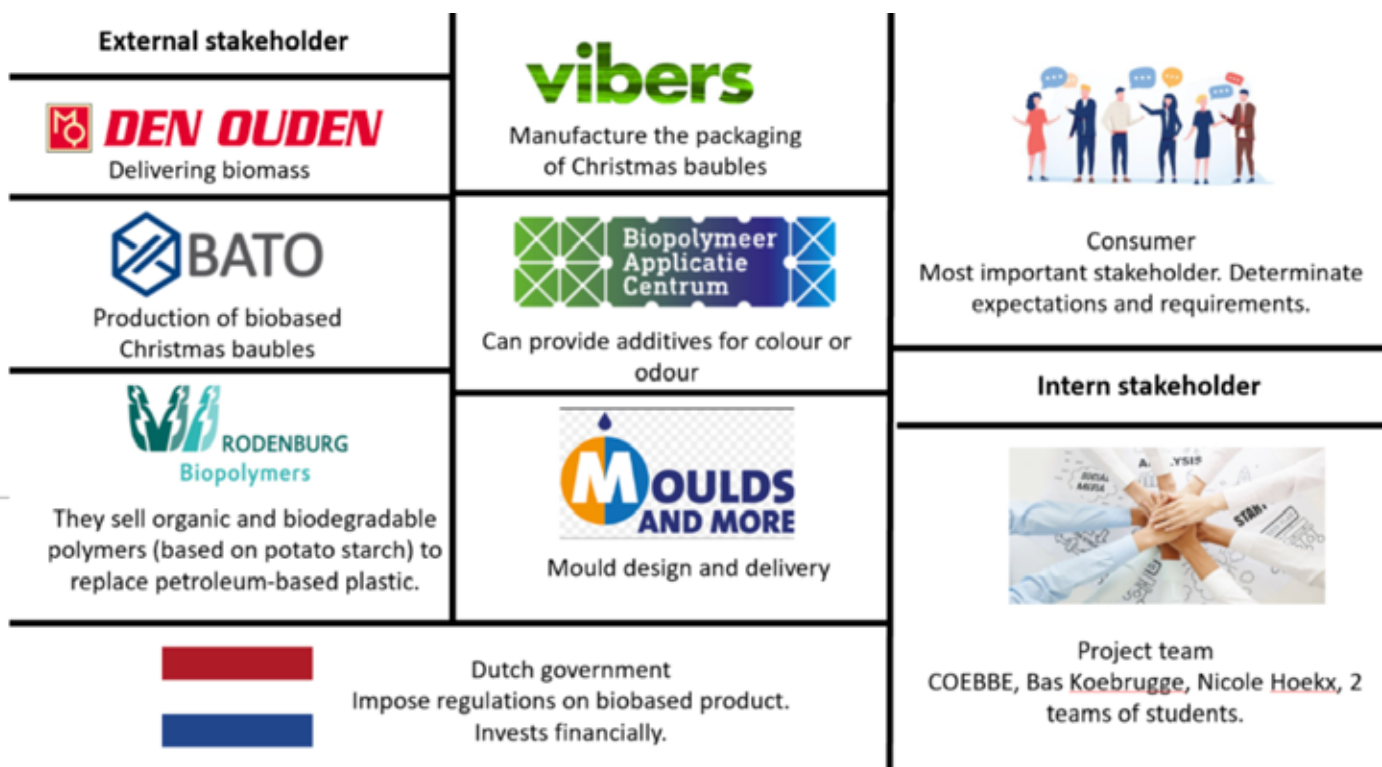 External stakeholder
MO DEN OUDEN
Delivering biomass
BATO
Production of biobased
Christmas baubles
RODENBURG
Biopolymers
They sell organic and biodegradable
polymers (based on potato starch) to
replace petroleum-based plastic.
vibers
Manufacture the packaging
of Christmas baubles
Biopolymeer
Applicatie
Centrum
Can provide additives for colour or
odour
MOULDS
AND MORE
Mould design and delivery
Dutch government
Impose regulations on biobased product.
Invests financially.
Consumer
Most important stakeholder. Determinate
expectations and requirements.
Intern stakeholder
SOCIAL
MEDIA
Project team
COEBBE, Bas Koebrugge, Nicole Hoekx, 2
teams of students.